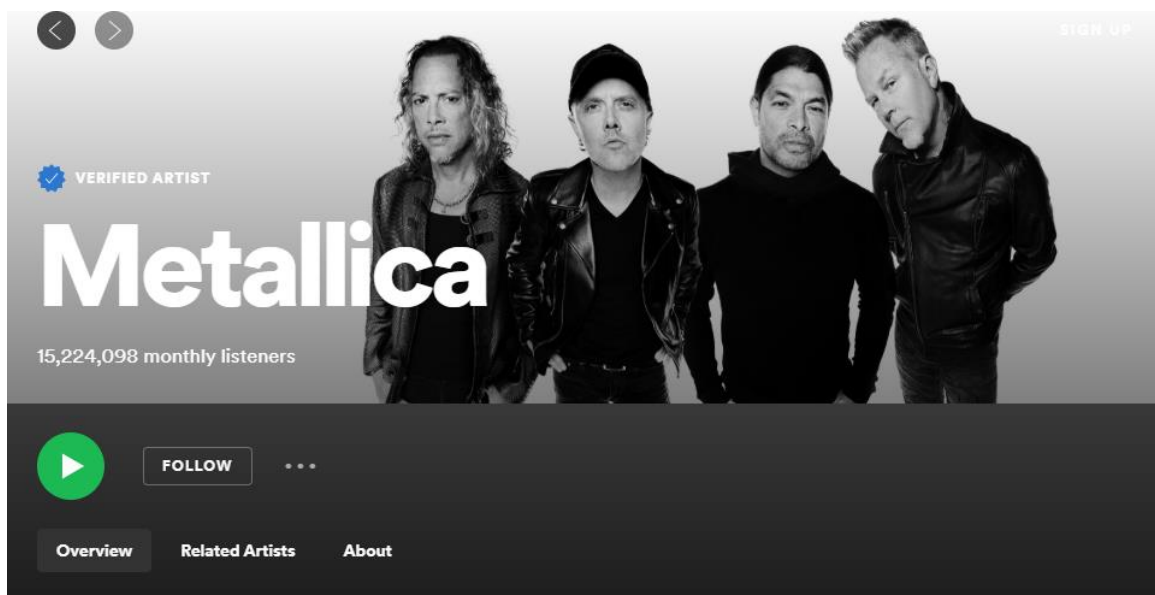 SIGN UP
VERIFIED ARTIST
Metallica
15,224,098 monthly listeners
FOLLOW
Overview Related Artists About